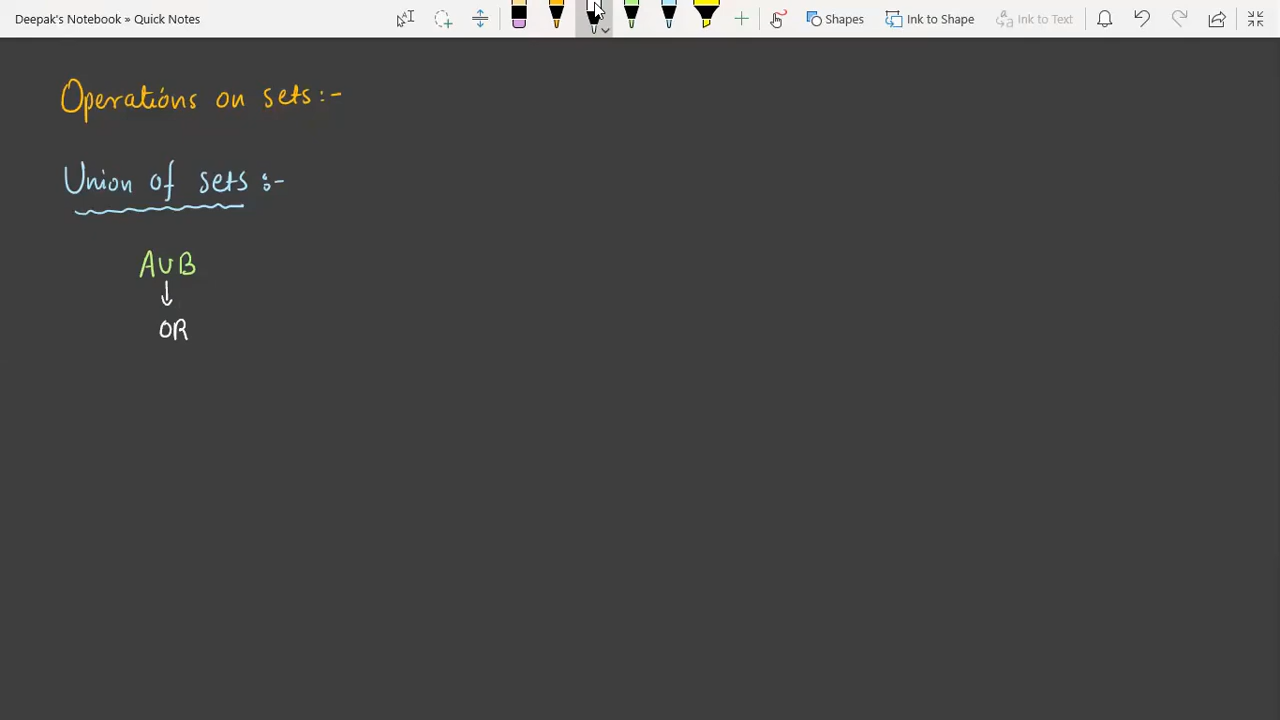 Deepak's Notebook » Quick Notes
Shapes
Ink to Shape
Ink to Text
Operations on sets :-
Union of sets :-
A∪B
↓
OR